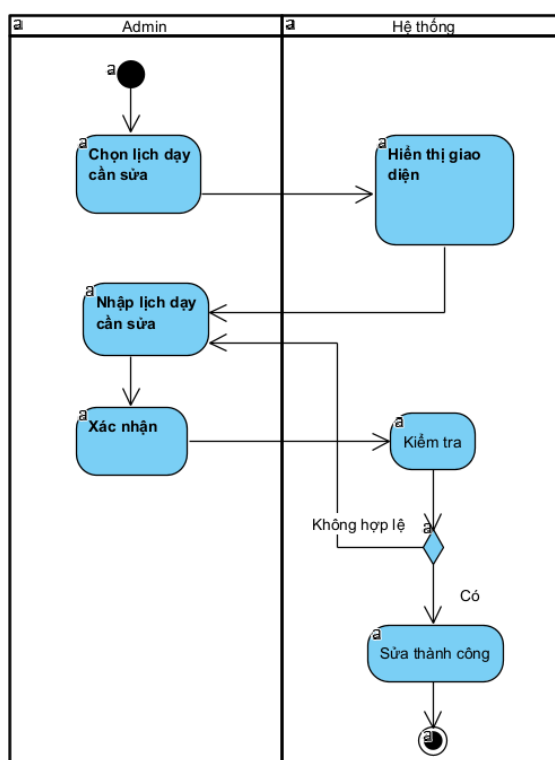 a
Admin
a
Hệ thống
a
a
Chọn lịch dạy
cần sửa
a
Hiển thị giao
diện
a
Nhập lịch dạy
cần sửa
a
Xác nhận
a
Kiểm tra
Không hợp lệ
a
Có
a
Sửa thành công
a